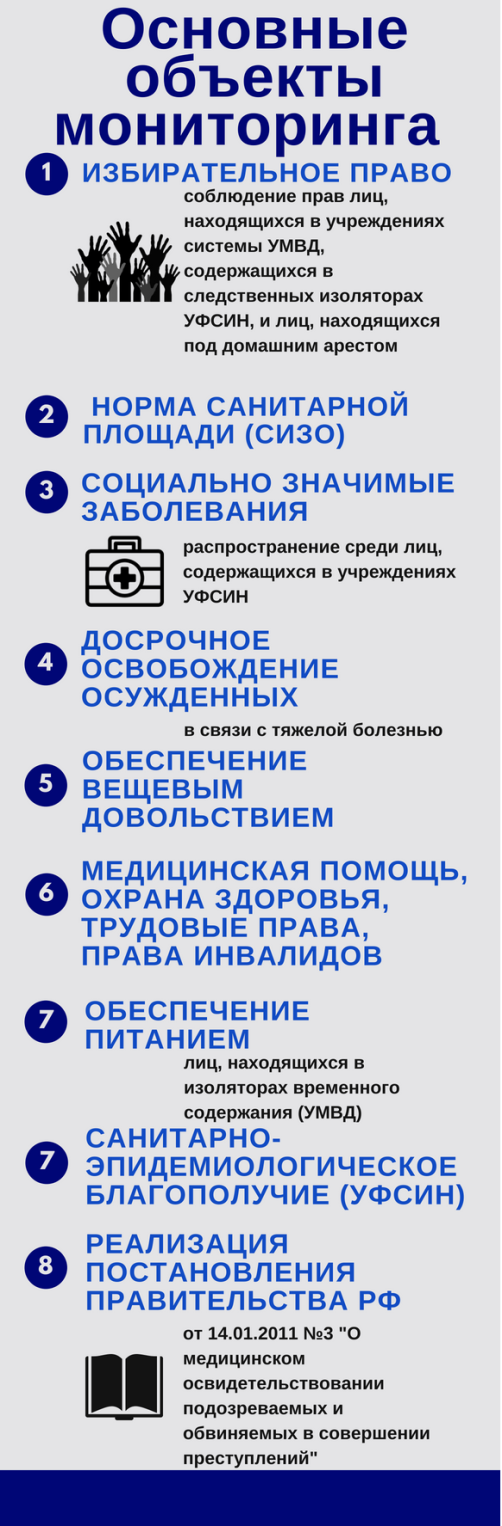 Основные
объекты
мониторинга
1 ИЗБИРАТЕЛЬНОЕ ПРАВО
соблюдение прав лиц,
находящихся в учреждениях
системы УМВД,
содержащихся в
следственных изоляторах
УФСИН, и лиц, находящихся
под домашним арестом
2 НОРМА САНИТАРНОЙ
ПЛОЩАДИ (СИЗО)
3 СОЦИАЛЬНО ЗНАЧИМЫЕ
ЗАБОЛЕВАНИЯ
распространение среди лиц,
содержащихся в учреждениях
УФСИН
4 ДОСРОЧНОЕ
ОСВОБОЖДЕНИЕ
ОСУЖДЕННЫХ
в связи с тяжелой болезнью
5 ОБЕСПЕЧЕНИЕ
ВЕЩЕВЫМ
ДОВОЛЬСТВИЕМ
6 МЕДИЦИНСКАЯ ПОМОЩЬ,
ОХРАНА ЗДОРОВЬЯ,
ТРУДОВЫЕ ПРАВА,
ПРАВА ИНВАЛИДОВ
7 ОБЕСПЕЧЕНИЕ
ПИТАНИЕМ
лиц, находящихся в
изоляторах временного
содержания (УМВД)
7 САНИТАРНО-
ЭПИДЕМИОЛОГИЧЕСКОЕ
БЛАГОПОЛУЧИЕ (УФСИН)
8 РЕАЛИЗАЦИЯ
ПОСТАНОВЛЕНИЯ
ПРАВИТЕЛЬСТВА РФ
от 14.01.2011 №3 "О
медицинском
освидетельствовании
подозреваемых и
обвиняемых в совершении
преступлений"